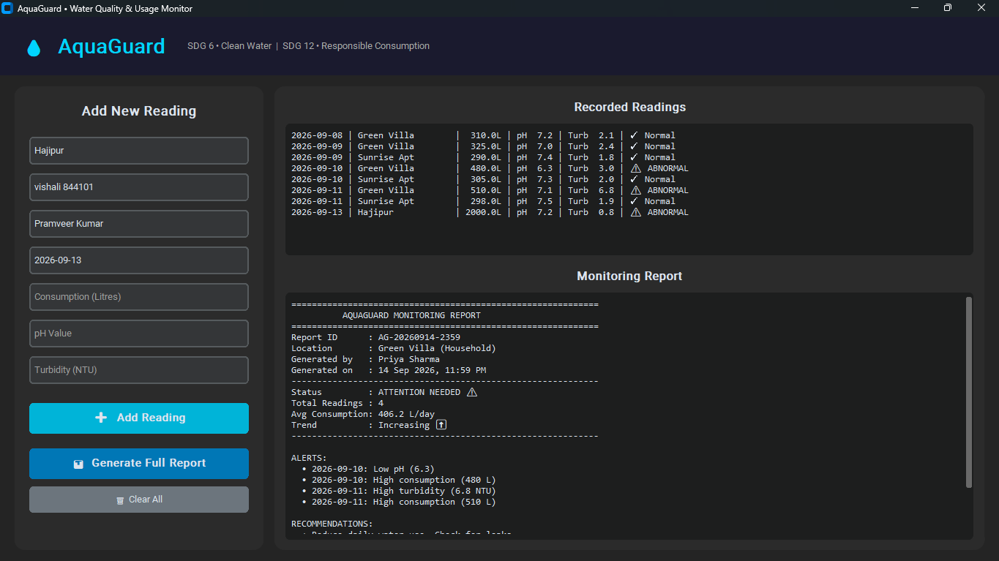 AquaGuard • Water Quality & Usage Monitor
AquaGuard
SDG 6 • Clean Water | SDG 12 • Responsible Consumption
Add New Reading
Hajipur
vishali 844101
Pramveer Kumar
2026-09-13
Consumption (Litres)
pH Value
Turbidity (NTU)
Add Reading
Generate Full Report
Clear All
Recorded Readings
2026-09-08 | Green Villa | 310.0L | pH 7.2 | Turb 2.1 | ✓ Normal
2026-09-09 | Green Villa | 325.0L | pH 7.0 | Turb 2.4 | ✓ Normal
2026-09-09 | Sunrise Apt | 290.0L | pH 7.4 | Turb 1.8 | ✓ Normal
2026-09-10 | Green Villa | 480.0L | pH 6.3 | Turb 3.0 | ⚠ ABNORMAL
2026-09-10 | Sunrise Apt | 305.0L | pH 7.3 | Turb 2.0 | ✓ Normal
2026-09-11 | Green Villa | 510.0L | pH 7.1 | Turb 6.8 | ⚠ ABNORMAL
2026-09-11 | Sunrise Apt | 298.0L | pH 7.5 | Turb 1.9 | ✓ Normal
2026-09-13 | Hajipur | 2000.0L | pH 7.2 | Turb 0.8 | ⚠ ABNORMAL
Monitoring Report
============================================================
AQUAGUARD MONITORING REPORT
============================================================
Report ID : AG-20260914-2359
Location : Green Villa (Household)
Generated by : Priya Sharma
Generated on : 14 Sep 2026, 11:59 PM
------------------------------------------------------------
Status : ATTENTION NEEDED ⚠
Total Readings : 4
Avg Consumption: 406.2 L/day
Trend : Increasing ⬆
------------------------------------------------------------
ALERTS:
• 2026-09-10: Low pH (6.3)
• 2026-09-10: High consumption (480 L)
• 2026-09-11: High turbidity (6.8 NTU)
• 2026-09-11: High consumption (510 L)
RECOMMENDATIONS:
• Reduce daily water use. Check for leaks.